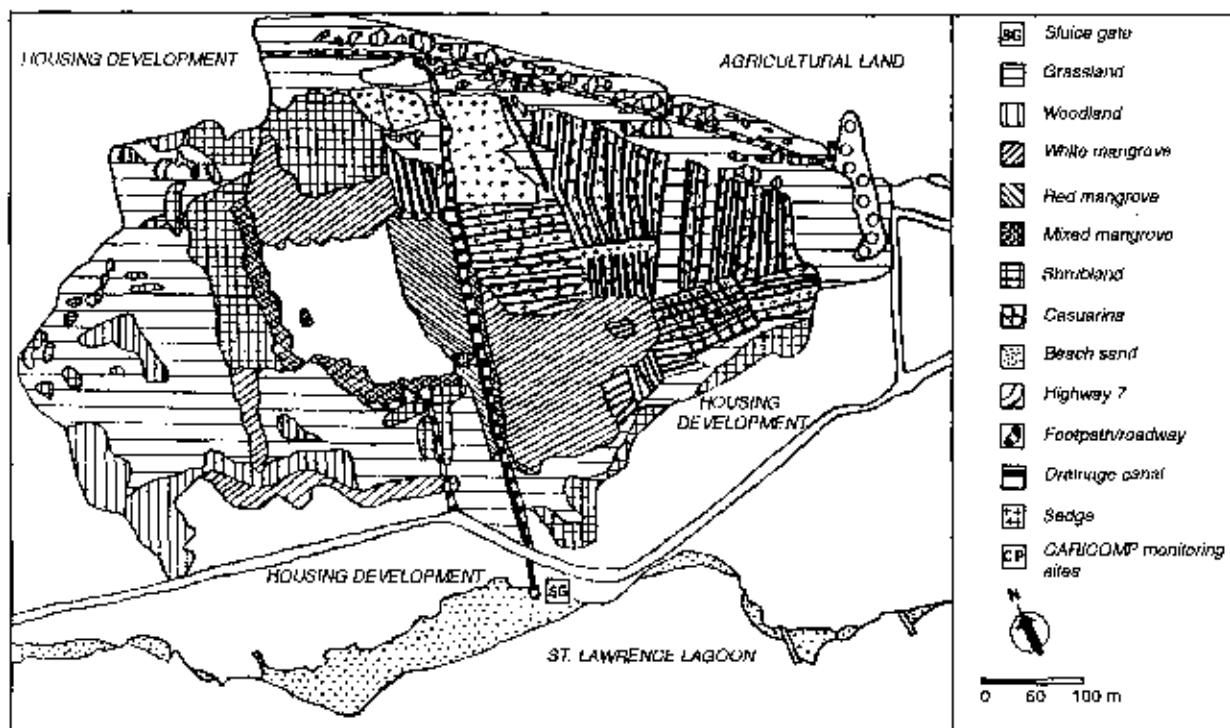 HOUSING DEVELOPMENT
AGRICULTURAL LAND
HOUSING
DEVELOPMENT
HOUSING DEVELOPMENT
SG
ST. LAWRENCE LAGOON
SG Sluice gate
Grassland
Woodland
White mangrove
Red mangrove
Mixed mangrove
Shrubland
Casuarina
Beach sand
Highway 7
Footpath/roadway
Drainage canal
Sedge
CP CARICOMP monitoring
sites
N
0 50 100 m